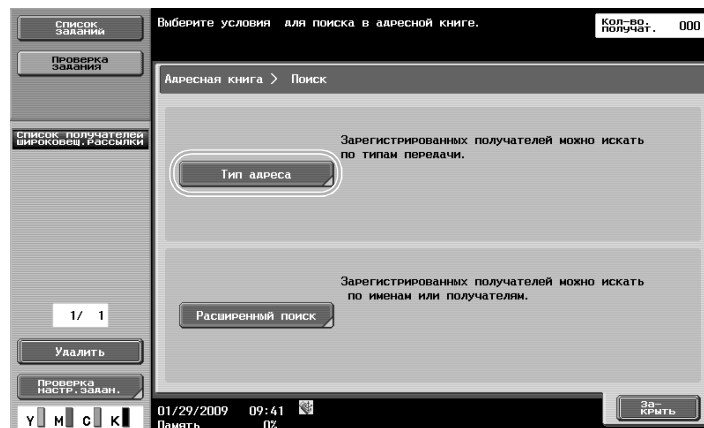 Список
заданий
Проверка
задания
Список получателей
широковещ.рассылки
1/ 1
Удалить
Проверка
настр.задан.
Y M C K
Выберите условия для поиска в адресной книге.
Кол-во.
получат.
000
Адресная книга > Поиск
Зарегистрированных получателей можно искать
по типам передачи.
Тип адреса
Зарегистрированных получателей можно искать
по именам или получателям.
Расширенный поиск
01/29/2009 09:41
Память 0%
За-
крыть